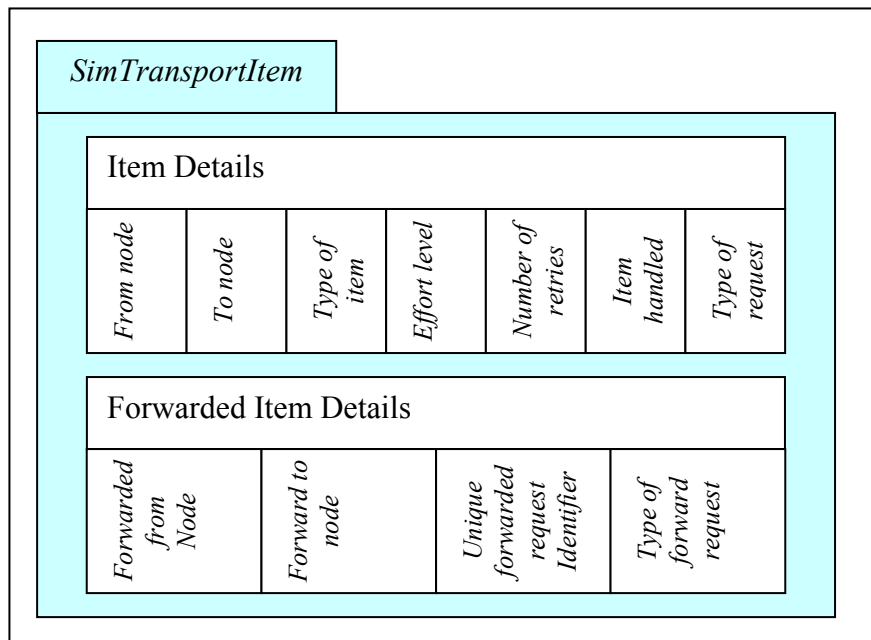 SimTransportItem
Item Details
From node
To node
Type of
item
Effort level
Number of
retries
Item
handled
Type of
request
Forwarded Item Details
Forwarded
from
Node
Forward to
node
Unique
forwarded
request
Identifier
Type of
forward
request